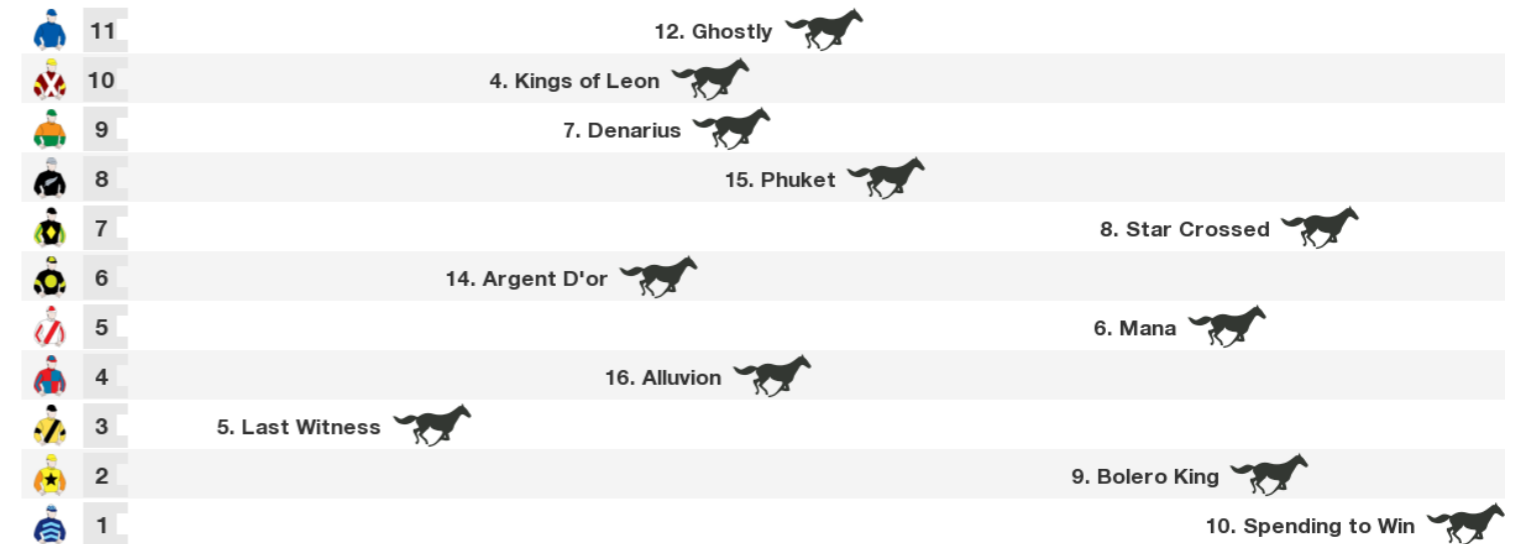 11 12. Ghostly
10 4. Kings of Leon
9 7. Denarius
8 15. Phuket
7 8. Star Crossed
6 14. Argent D'or
5 6. Mana
4 16. Alluvion
3 5. Last Witness
2 9. Bolero King
1 10. Spending to Win